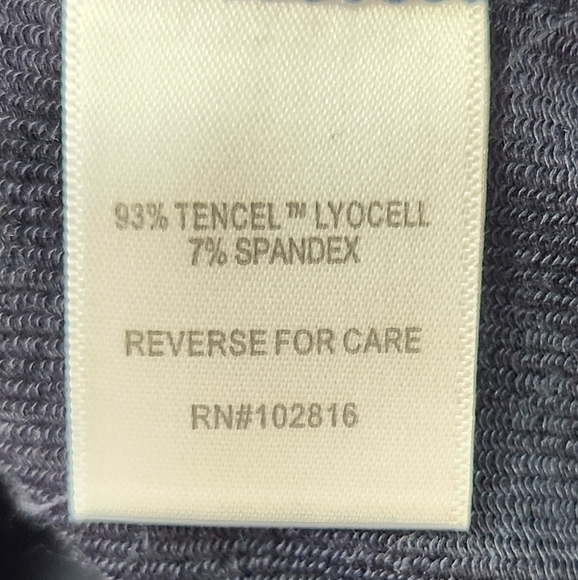 93% TENCEL™ LYOCELL
7% SPANDEX
REVERSE FOR CARE
RN#102816